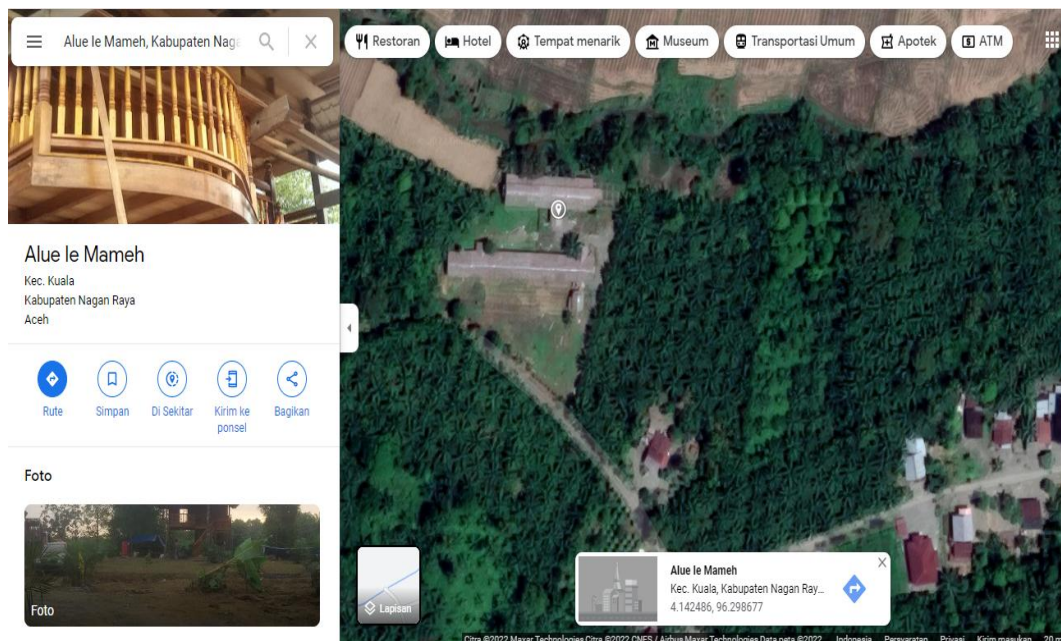 Alue Ie Mameh, Kabupaten Nag
Restoran
Hotel
Tempat menarik
Museum
Transportasi Umum
Apotek
ATM
Alue Ie Mameh
Kec. Kuala
Kabupaten Nagan Raya
Aceh
Rute
Simpan
Di Sekitar
Kirim ke
ponsel
Bagikan
Foto
Foto
Lapisan
Alue Ie Mameh
Kec. Kuala, Kabupaten Nagan Ray...
4.142486, 96.298677
Citra ©2022 Maxar Technologies Citra ©2022 CNES / Airbus Maxar Technologies Data peta ©2022 Indonesia Persyaratan Privasi Kirim masukan 20 m